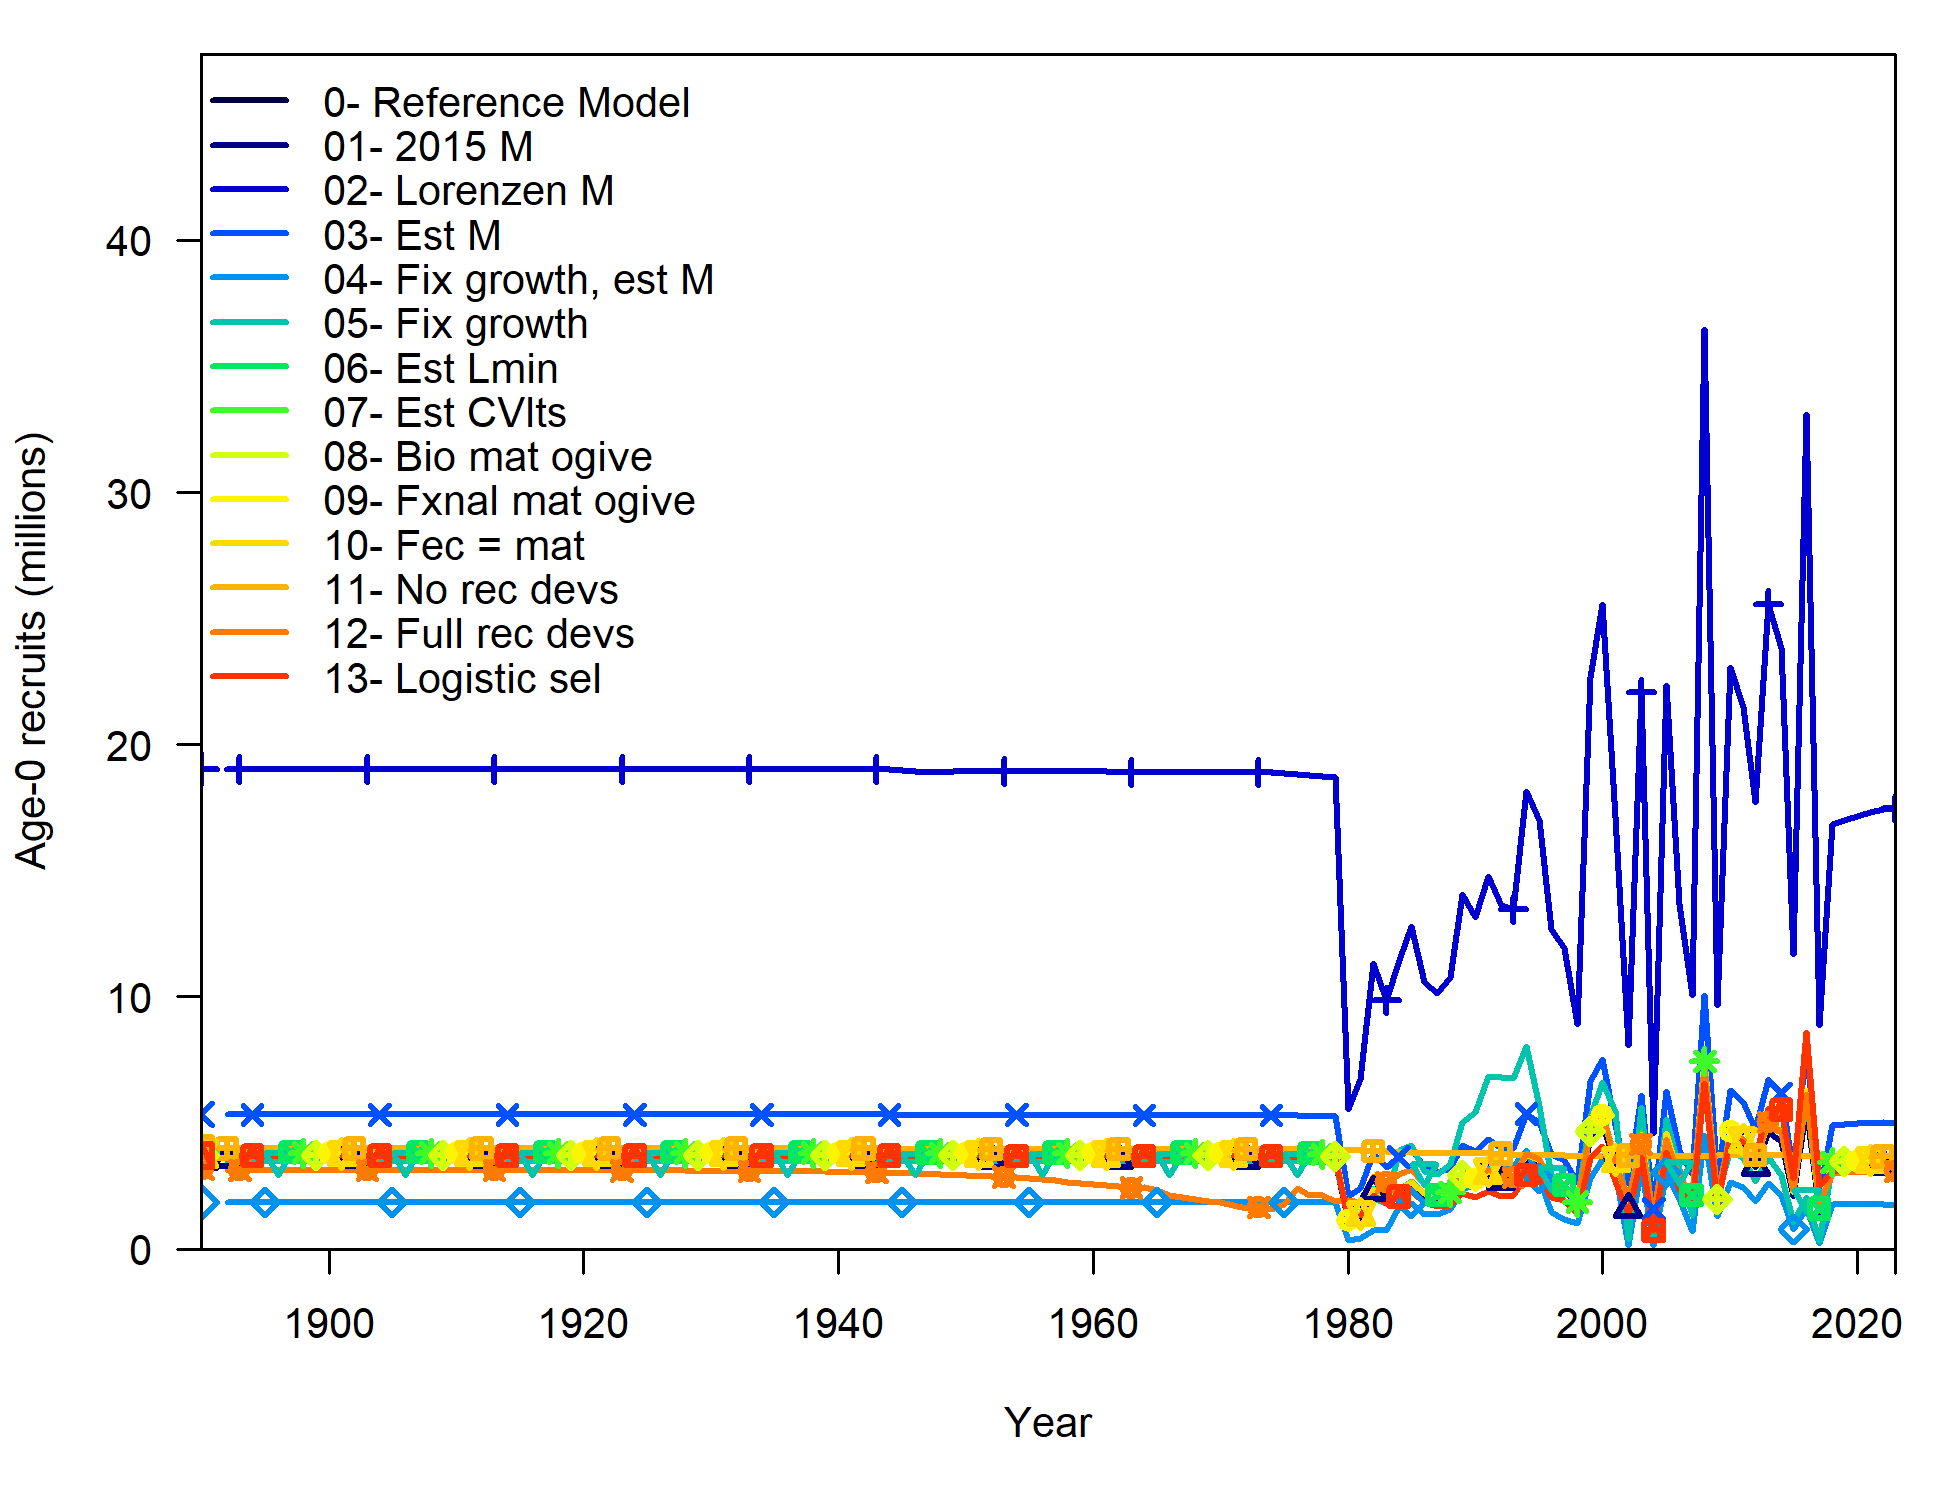 0- Reference Model
01- 2015 M
02- Lorenzen M
03- Est M
04- Fix growth, est M
05- Fix growth
06- Est Lmin
07- Est CVlts
08- Bio mat ogive
09- Fxnal mat ogive
10- Fec = mat
11- No rec devs
12- Full rec devs
13- Logistic sel
Age-0 recruits (millions)
40
30
20
10
0
1900 1920 1940 1960 1980 2000 2020
Year